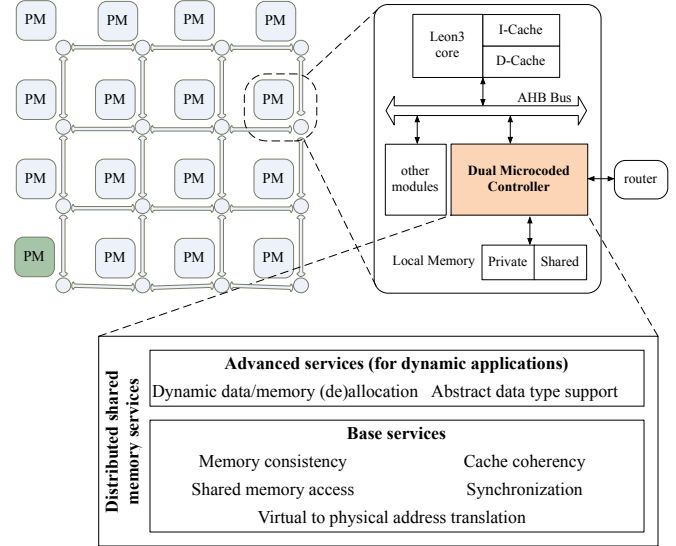 PM PM PM PM
PM PM PM PM
PM PM PM PM
PM PM PM PM
Leon3
core
I-Cache
D-Cache
AHB Bus
other
modules
Dual Microcoded
Controller
router
Local Memory
Private
Shared
Distributed shared
memory services
Advanced services (for dynamic applications)
Dynamic data/memory (de)allocation Abstract data type support
Base services
Memory consistency Cache coherency
Shared memory access Synchronization
Virtual to physical address translation